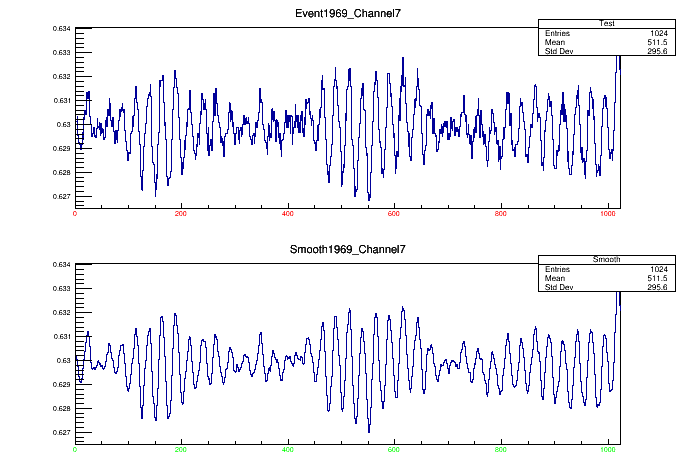 Event1969_Channel7
Test
Entries 1024
Mean 511.5
Std Dev 295.6
0.634
0.633
0.632
0.631
0.63
0.629
0.628
0.627
0 200 400 600 800 1000
Smooth1969_Channel7
Smooth
Entries 1024
Mean 511.5
Std Dev 295.6
0.634
0.633
0.632
0.631
0.63
0.629
0.628
0.627
0 200 400 600 800 1000